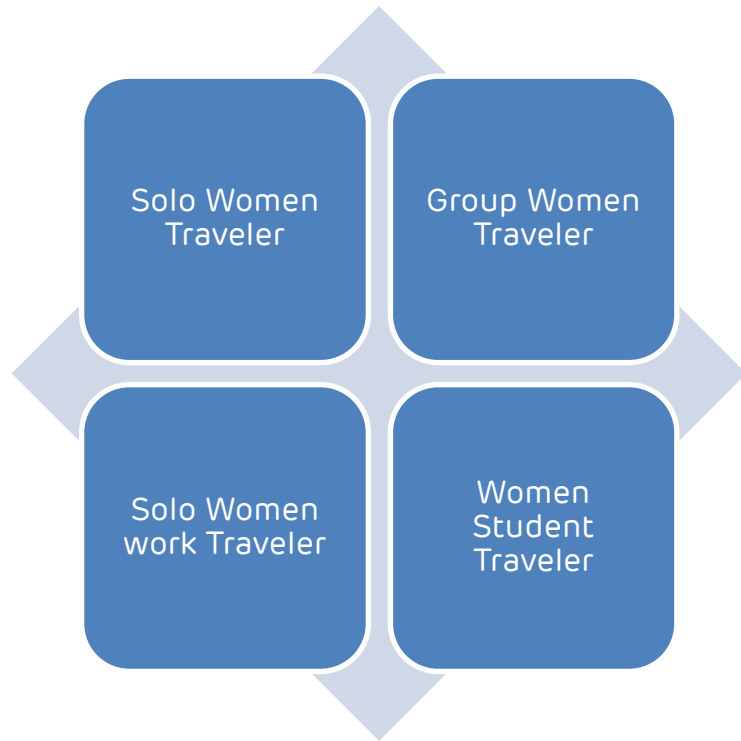 Solo Women
Traveler
Group Women
Traveler
Solo Women
work Traveler
Women
Student
Traveler